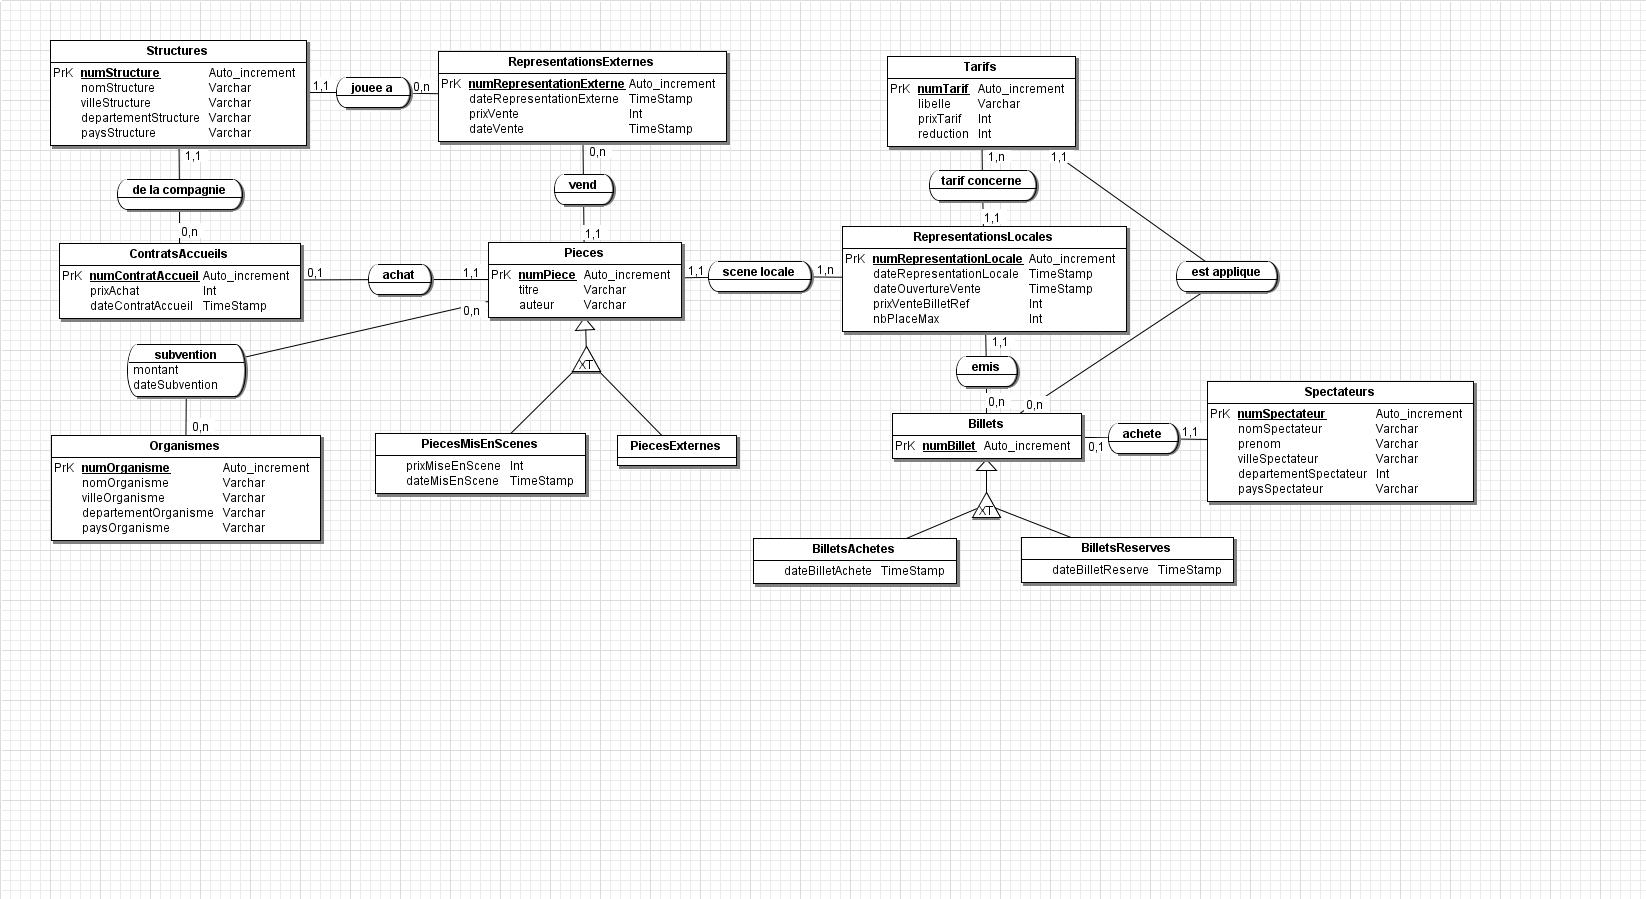 Structures
PrK numStructure Auto_increment
nomStructure Varchar
villeStructure Varchar
departementStructure Varchar
paysStructure Varchar
1,1
jouee a
0,n
RepresentationsExternes
PrK numRepresentationExterne Auto_increment
dateRepresentationExterne TimeStamp
prixVente Int
dateVente TimeStamp
Tarifs
PrK numTarif Auto_increment
libelle Varchar
prixTarif Int
reduction Int
1,1
de la compagnie
0,n
0,n
vend
1,1
1,n
1,1
tarif concerne
1,1
ContratsAccueils
PrK numContratAccueil Auto_increment
prixAchat Int
dateContratAccueil TimeStamp
0,1
achat
1,1
Pieces
PrK numPiece Auto_increment
titre Varchar
auteur Varchar
1,1
scene locale
1,n
RepresentationsLocales
PrK numRepresentationLocale Auto_increment
dateRepresentationLocale TimeStamp
dateOuvertureVente TimeStamp
prixVenteBilletRef Int
nbPlaceMax Int
est applique
0,n
subvention
montant
dateSubvention
0,n
XT
1,1
emis
0,n
0,n
Organismes
PrK numOrganisme Auto_increment
nomOrganisme Varchar
villeOrganisme Varchar
departementOrganisme Varchar
paysOrganisme Varchar
PiecesMisEnScenes
prixMiseEnScene Int
dateMisEnScene TimeStamp
PiecesExternes
Billets
PrK numBillet Auto_increment
0,1
achete
1,1
Spectateurs
PrK numSpectateur Auto_increment
nomSpectateur Varchar
prenom Varchar
villeSpectateur Varchar
departementSpectateur Int
paysSpectateur Varchar
XT
BilletsAchetes
dateBilletAchete TimeStamp
BilletsReserves
dateBilletReserve TimeStamp